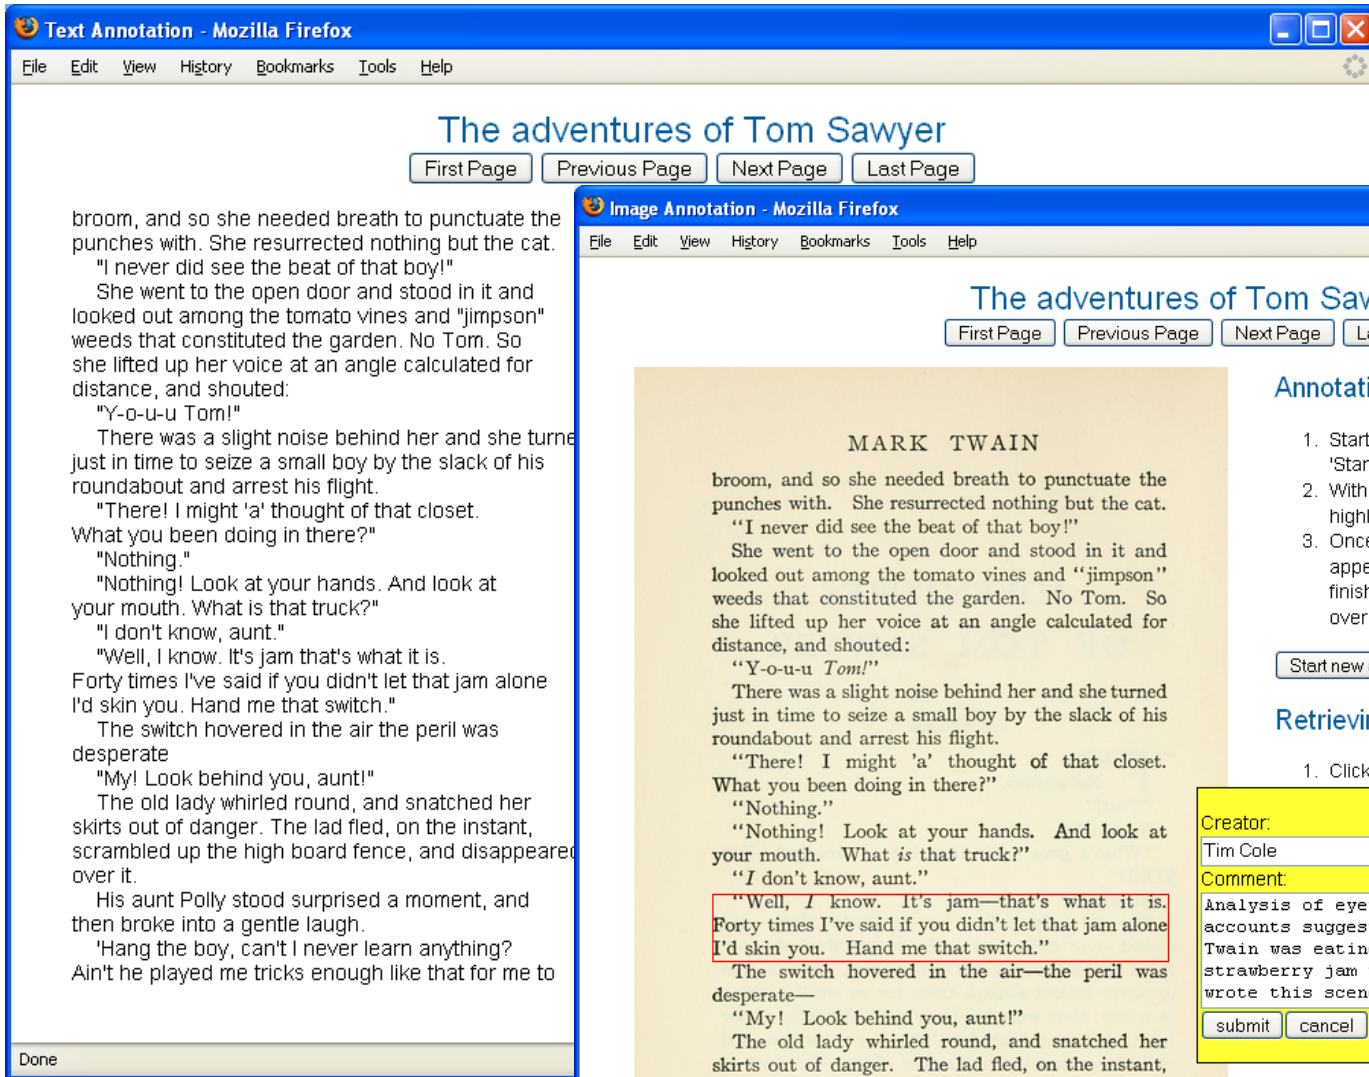 Text Annotation - Mozilla Firefox
File Edit View History Bookmarks Tools Help
The adventures of Tom Sawyer
First Page Previous Page Next Page Last Page
broom, and so she needed breath to punctuate the
punches with. She resurrected nothing but the cat.
"I never did see the beat of that boy!"
She went to the open door and stood in it and
looked out among the tomato vines and "jimpson"
weeds that constituted the garden. No Tom. So
she lifted up her voice at an angle calculated for
distance, and shouted:
"Y-o-u-u Tom!"
There was a slight noise behind her and she turne
just in time to seize a small boy by the slack of his
roundabout and arrest his flight.
"There! I might 'a' thought of that closet.
What you been doing in there?"
"Nothing."
"Nothing! Look at your hands. And look at
your mouth. What is that truck?"
"I don't know, aunt."
"Well, I know. It's jam that's what it is.
Forty times I've said if you didn't let that jam alone
I'd skin you. Hand me that switch."
The switch hovered in the air the peril was
desperate
"My! Look behind you, aunt!"
The old lady whirled round, and snatched her
skirts out of danger. The lad fled, on the instant,
scrambled up the high board fence, and disappeared
over it.
His aunt Polly stood surprised a moment, and
then broke into a gentle laugh.
'Hang the boy, can't I never learn anything?
Ain't he played me tricks enough like that for me to
Done
Image Annotation - Mozilla Firefox
File Edit View History Bookmarks Tools Help
The adventures of Tom Saw
First Page Previous Page Next Page La
MARK TWAIN
broom, and so she needed breath to punctuate the
punches with. She resurrected nothing but the cat.
“I never did see the beat of that boy!”
She went to the open door and stood in it and
looked out among the tomato vines and “jimpson”
weeds that constituted the garden. No Tom. So
she lifted up her voice at an angle calculated for
distance, and shouted:
“Y-o-u-u Tom!”
There was a slight noise behind her and she turned
just in time to seize a small boy by the slack of his
roundabout and arrest his flight.
“There! I might 'a' thought of that closet.
What you been doing in there?”
“Nothing.”
“Nothing! Look at your hands. And look at
your mouth. What is that truck?”
“I don't know, aunt.”
“Well, I know. It's jam—that's what it is.
Forty times I've said if you didn't let that jam alone
I'd skin you. Hand me that switch.”
The switch hovered in the air—the peril was
desperate—
“My! Look behind you, aunt!”
The old lady whirled round, and snatched her
skirts out of danger. The lad fled, on the instant,
Annotati
1. Start
'Star
2. With
highl
3. Once
appe
finish
over
Start new
Retrievin
1. Click
Creator:
Tim Cole
Comment:
Analysis of eye
accounts sugges
Twain was eatin
strawberry jam
wrote this scen
submit cancel